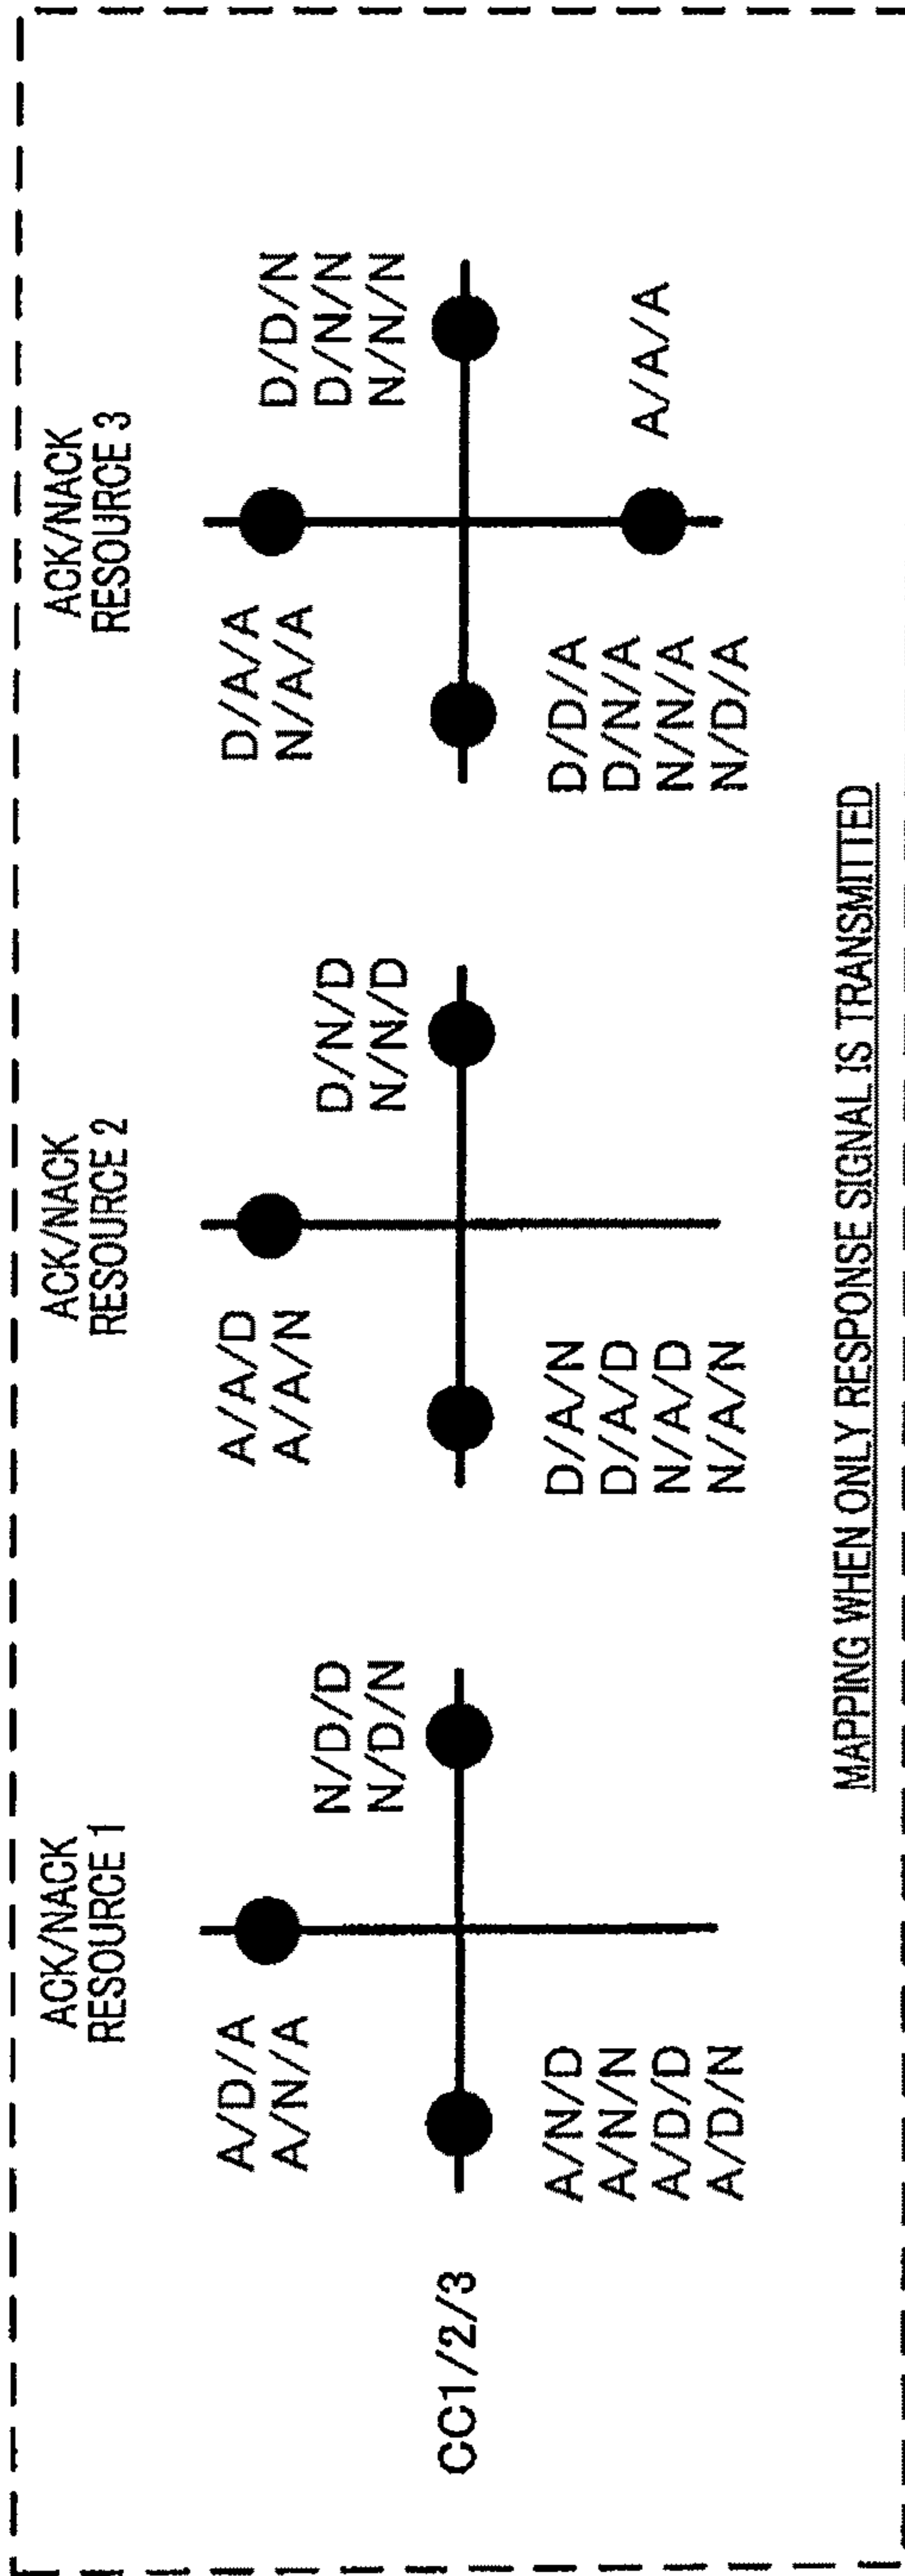 ACK/NACK
RESOURCE 1
ACK/NACK
RESOURCE 2
ACK/NACK
RESOURCE 3
CC1/2/3
A/D/A
A/N/A
N/D/D
N/D/N
A/N/D
A/N/N
A/D/D
A/D/N
A/A/D
A/A/N
D/N/D
N/N/D
D/A/N
D/A/D
N/A/D
N/A/N
D/A/A
N/A/A
D/D/N
D/N/N
N/N/N
D/D/A
D/N/A
N/N/A
N/D/A
A/A/A
MAPPING WHEN ONLY RESPONSE SIGNAL IS TRANSMITTED